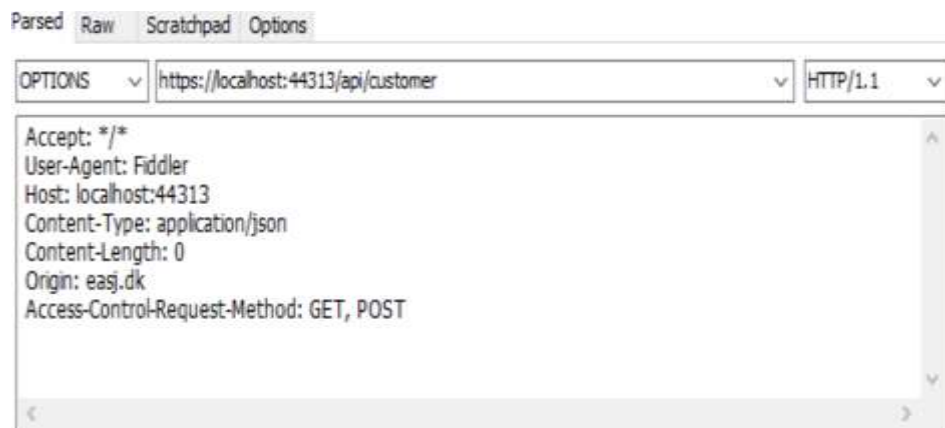 Parsed Raw Scratchpad Options
OPTIONS https://localhost:44313/api/customer HTTP/1.1
Accept: */*
User-Agent: Fiddler
Host: localhost:44313
Content-Type: application/json
Content-Length: 0
Origin: easj.dk
Access-Control-Request-Method: GET, POST